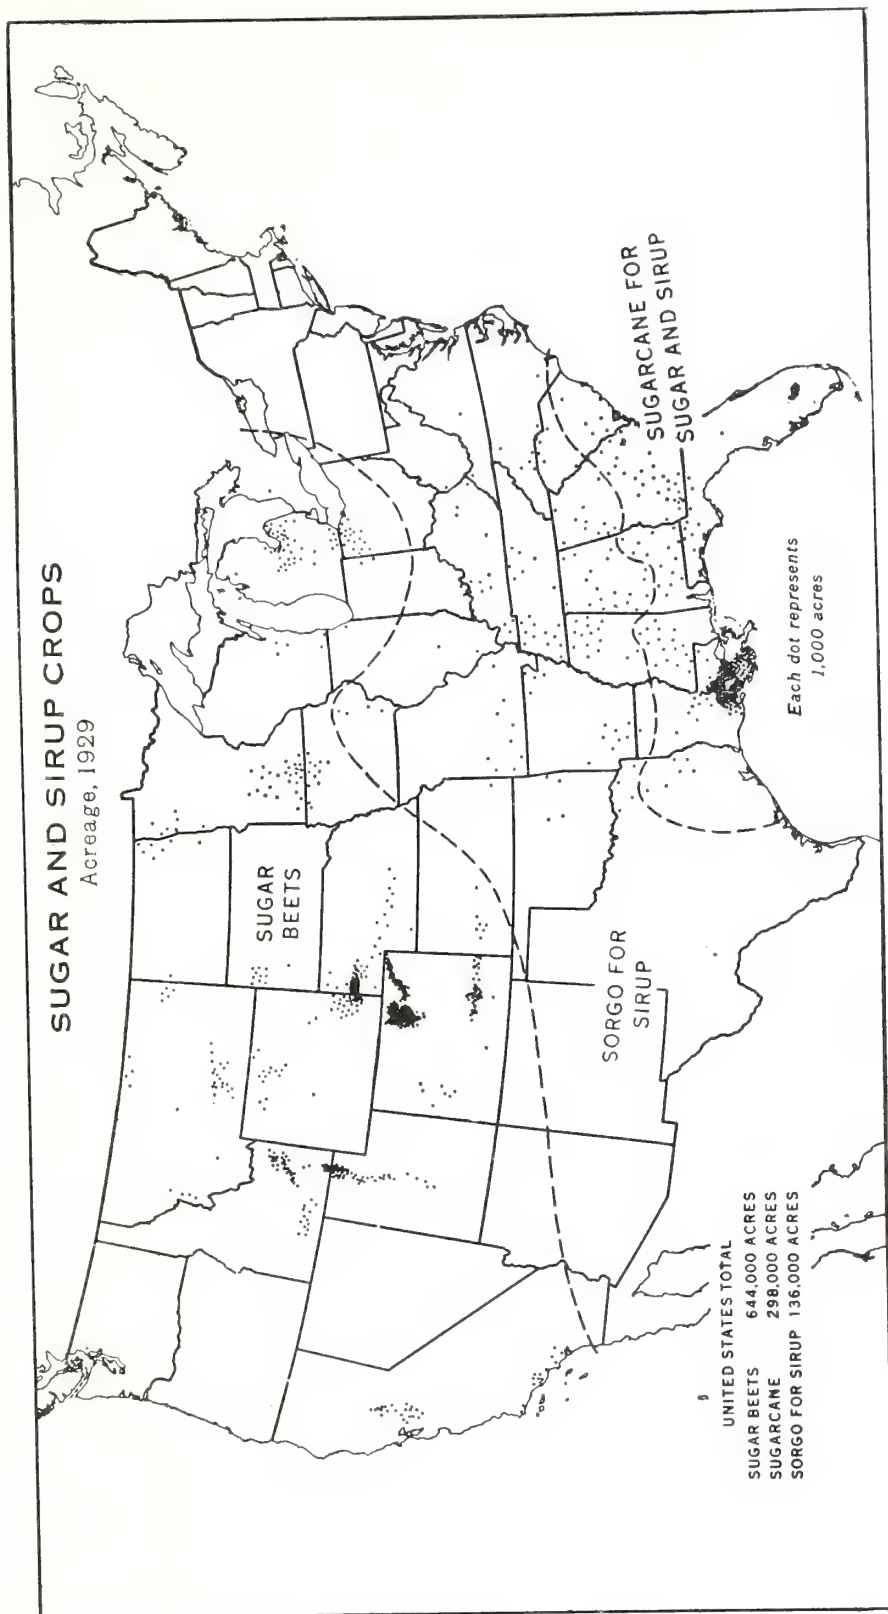 SUGAR AND SIRUP CROPS
Acreage, 1929
SUGAR
BEETS
SORGO FOR
SIRUP
SUGARCANE FOR
SUGAR AND SIRUP
Each dot represents
1,000 acres
UNITED STATES TOTAL
SUGAR BEETS 644,000 ACRES
SUGARCANE 298,000 ACRES
SORGO FOR SIRUP 136,000 ACRES